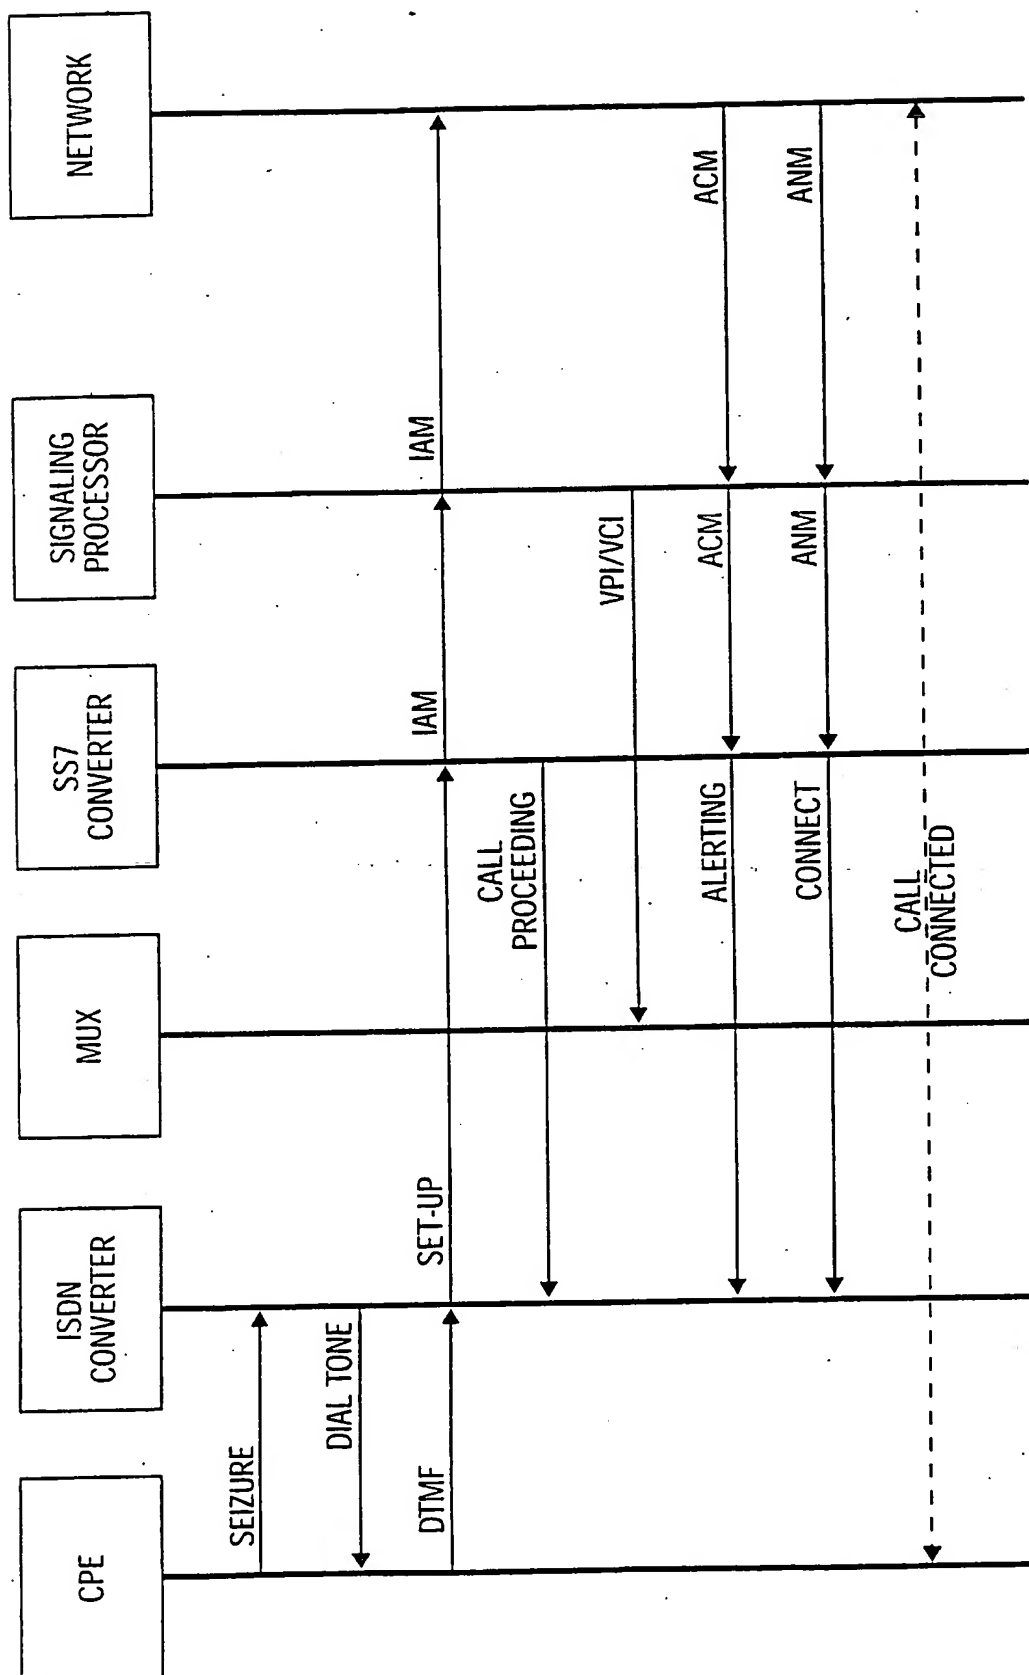 CPE
ISDN
CONVERTER
MUX
SS7
CONVERTER
SIGNALING
PROCESSOR
NETWORK
SEIZURE
DIAL TONE
DTMF
SET-UP
IAM
IAM
CALL
PROCEEDING
VPI/VCI
ALERTING
ACM
ACM
CONNECT
ANM
ANM
CALL
CONNECTED